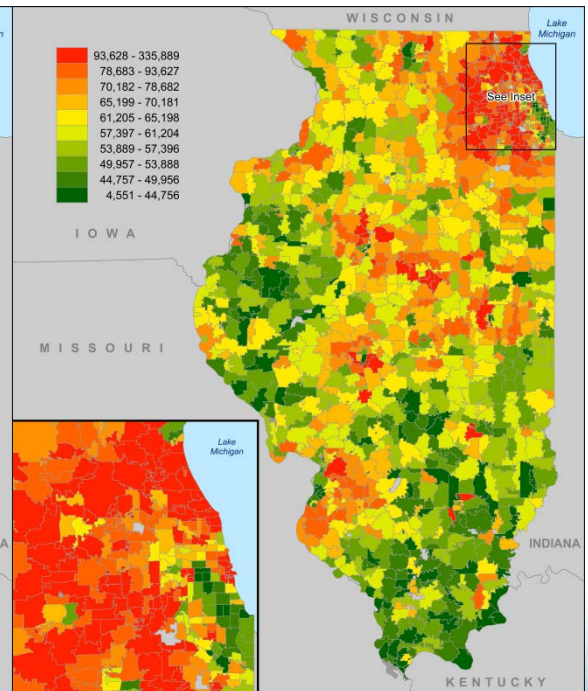 WISCONSIN
Lake
Michigan
93,628 - 335,889
78,683 - 93,627
70,182 - 78,682
65,199 - 70,181
61,205 - 65,198
57,397 - 61,204
53,889 - 57,396
49,957 - 53,888
44,757 - 49,956
4,551 - 44,756
See Inset
IOWA
MISSOURI
Lake
Michigan
INDIANA
KENTUCKY